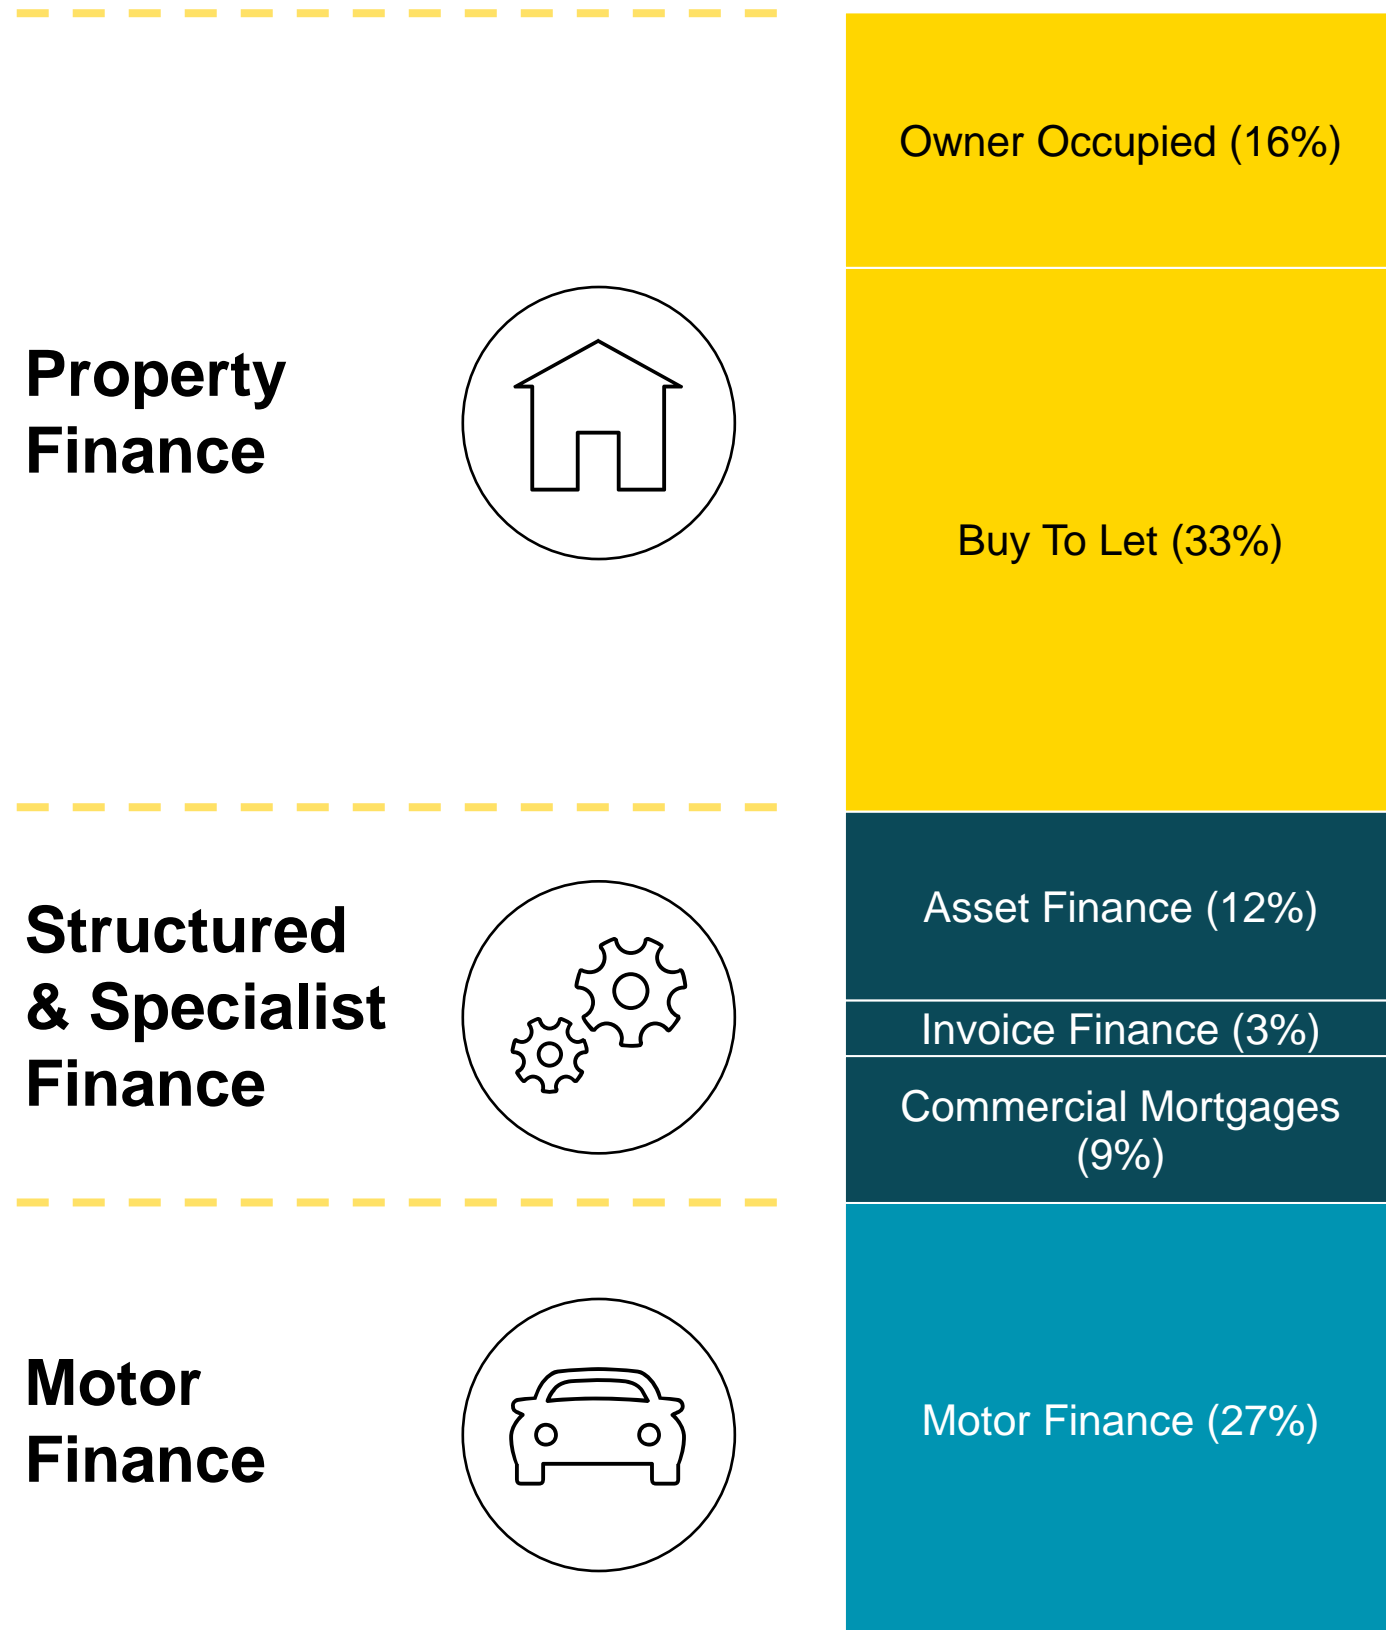 Owner Occupied (16%)
Property
Finance
Buy To Let (33%)
Structured
& Specialist
Finance
Asset Finance (12%)
Invoice Finance (3%)
Commercial Mortgages
(9%)
Motor
Finance
Motor Finance (27%)